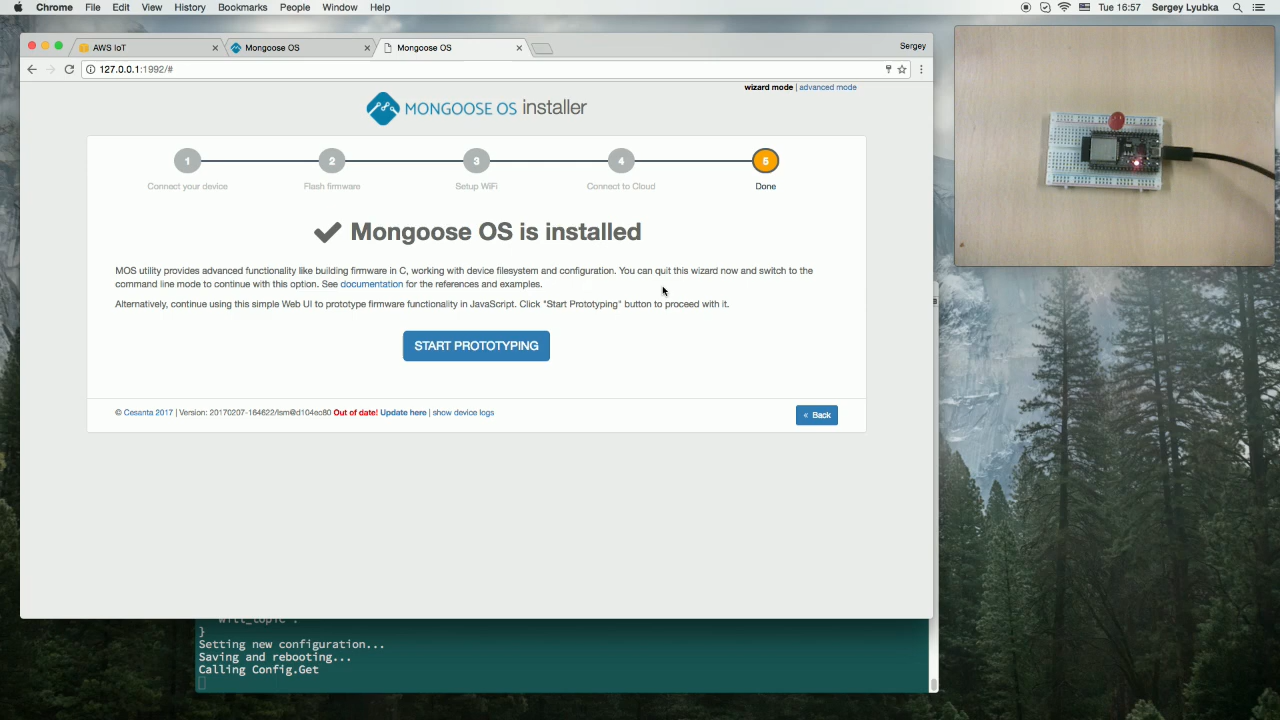 Chrome File Edit View History Bookmarks People Window Help
Tue 16:57 Sergey Lyubka
AWS IoT
Mongoose OS
Mongoose OS
Sergey
127.0.0.1:1992/#
wizard mode | advanced mode
MONGOOSE OS installer
1 2 3 4 5
Connect your device Flash firmware Setup WiFi Connect to Cloud Done
Mongoose OS is installed
MOS utility provides advanced functionality like building firmware in C, working with device filesystem and configuration. You can quit this wizard now and switch to the
command line mode to continue with this option. See documentation for the references and examples.
Alternatively, continue using this simple Web UI to prototype firmware functionality in JavaScript. Click "Start Prototyping" button to proceed with it.
START PROTOTYPING
© Cesanta 2017 | Version: 20170207-164622/lsm@d104ec80 Out of date! Update here | show device logs
« Back
}
Setting new configuration...
Saving and rebooting...
Calling Config.Get